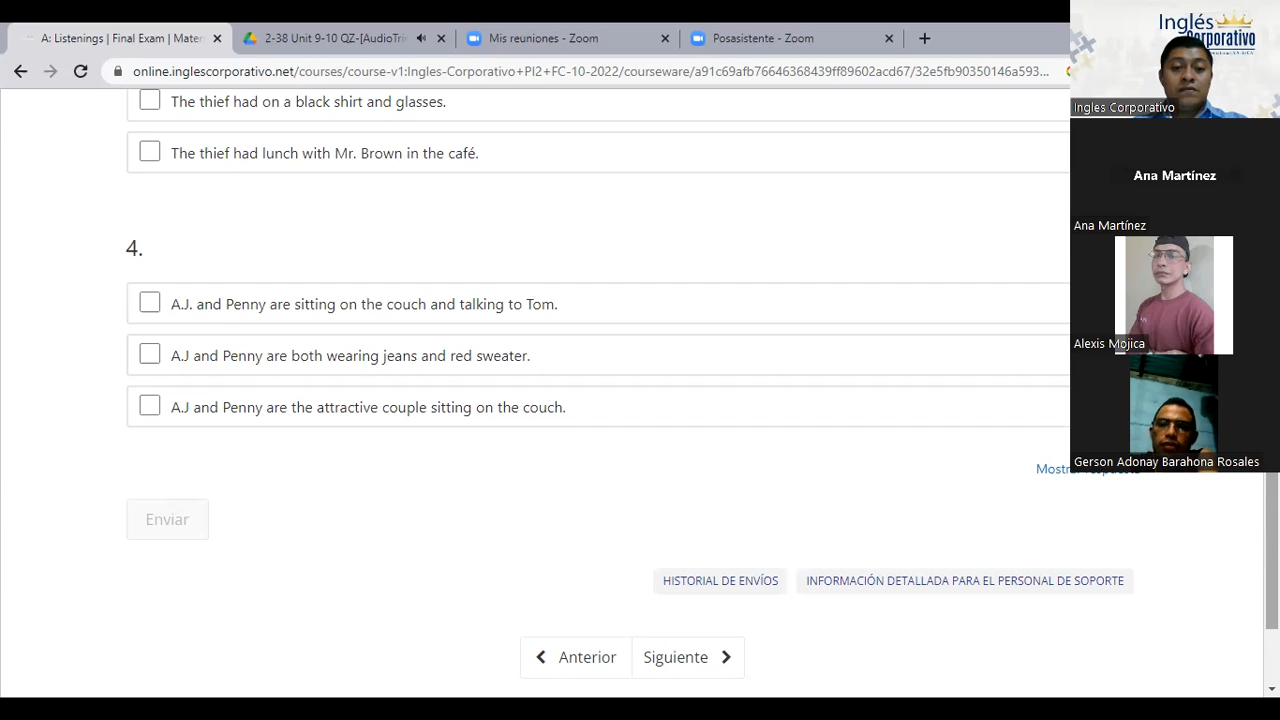 A: Listenings | Final Exam | Mater
2-38 Unit 9-10 QZ-[AudioTri
Mis reuniones - Zoom
Posasistente - Zoom
online.inglescorporativo.net/courses/course-v1:Ingles-Corporativo+PI2+FC-10-2022/courseware/a91c69afb76646368439ff89602acd67/32e5fb90350146a593...
Inglés
Corporativo
Ingles Corporativo
The thief had on a black shirt and glasses.
The thief had lunch with Mr. Brown in the café.
Ana Martínez
Ana Martínez
4.
A.J. and Penny are sitting on the couch and talking to Tom.
A.J and Penny are both wearing jeans and red sweater.
A.J and Penny are the attractive couple sitting on the couch.
Alexis Mojica
Gerson Adonay Barahona Rosales
Enviar
HISTORIAL DE ENVÍOS
INFORMACIÓN DETALLADA PARA EL PERSONAL DE SOPORTE
Anterior
Siguiente